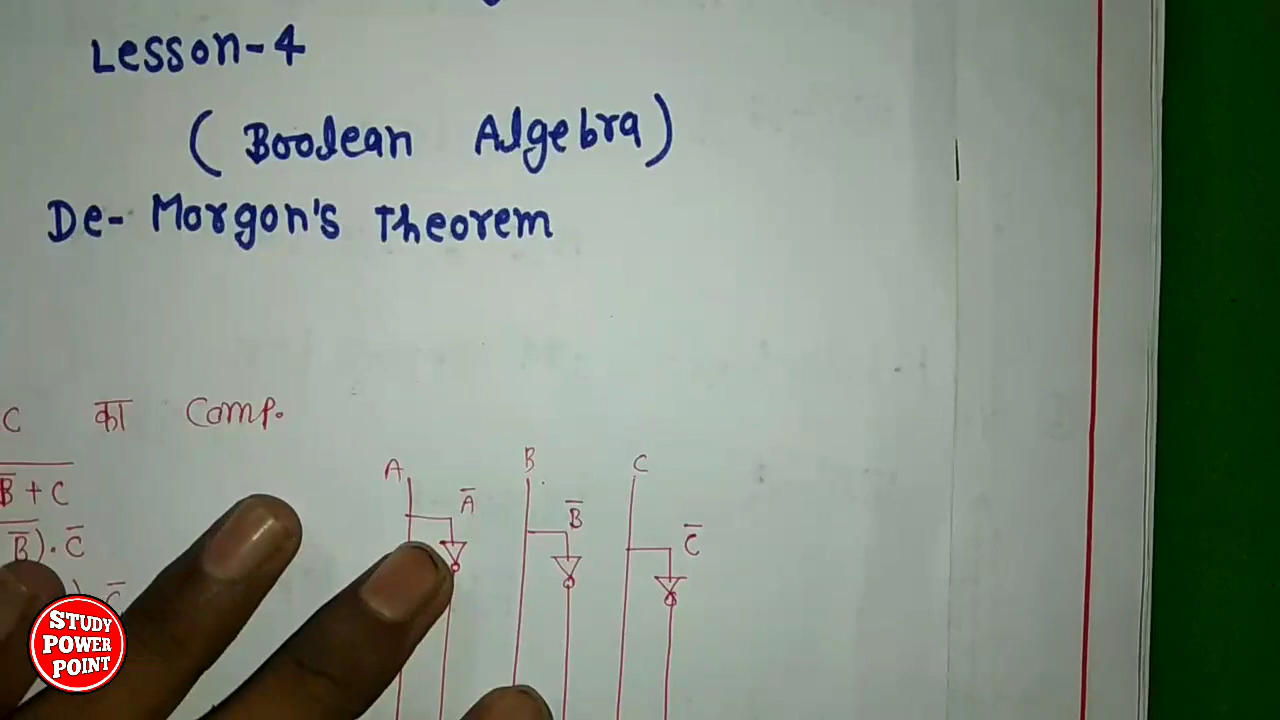 Lesson-4
(Boolean Algebra)
De-Morgon's Theorem
C का Comp.
B̅ + C
B̅). C̅
) C̅
A B C
A̅ B̅ C̅
STUDY
POWER
POINT